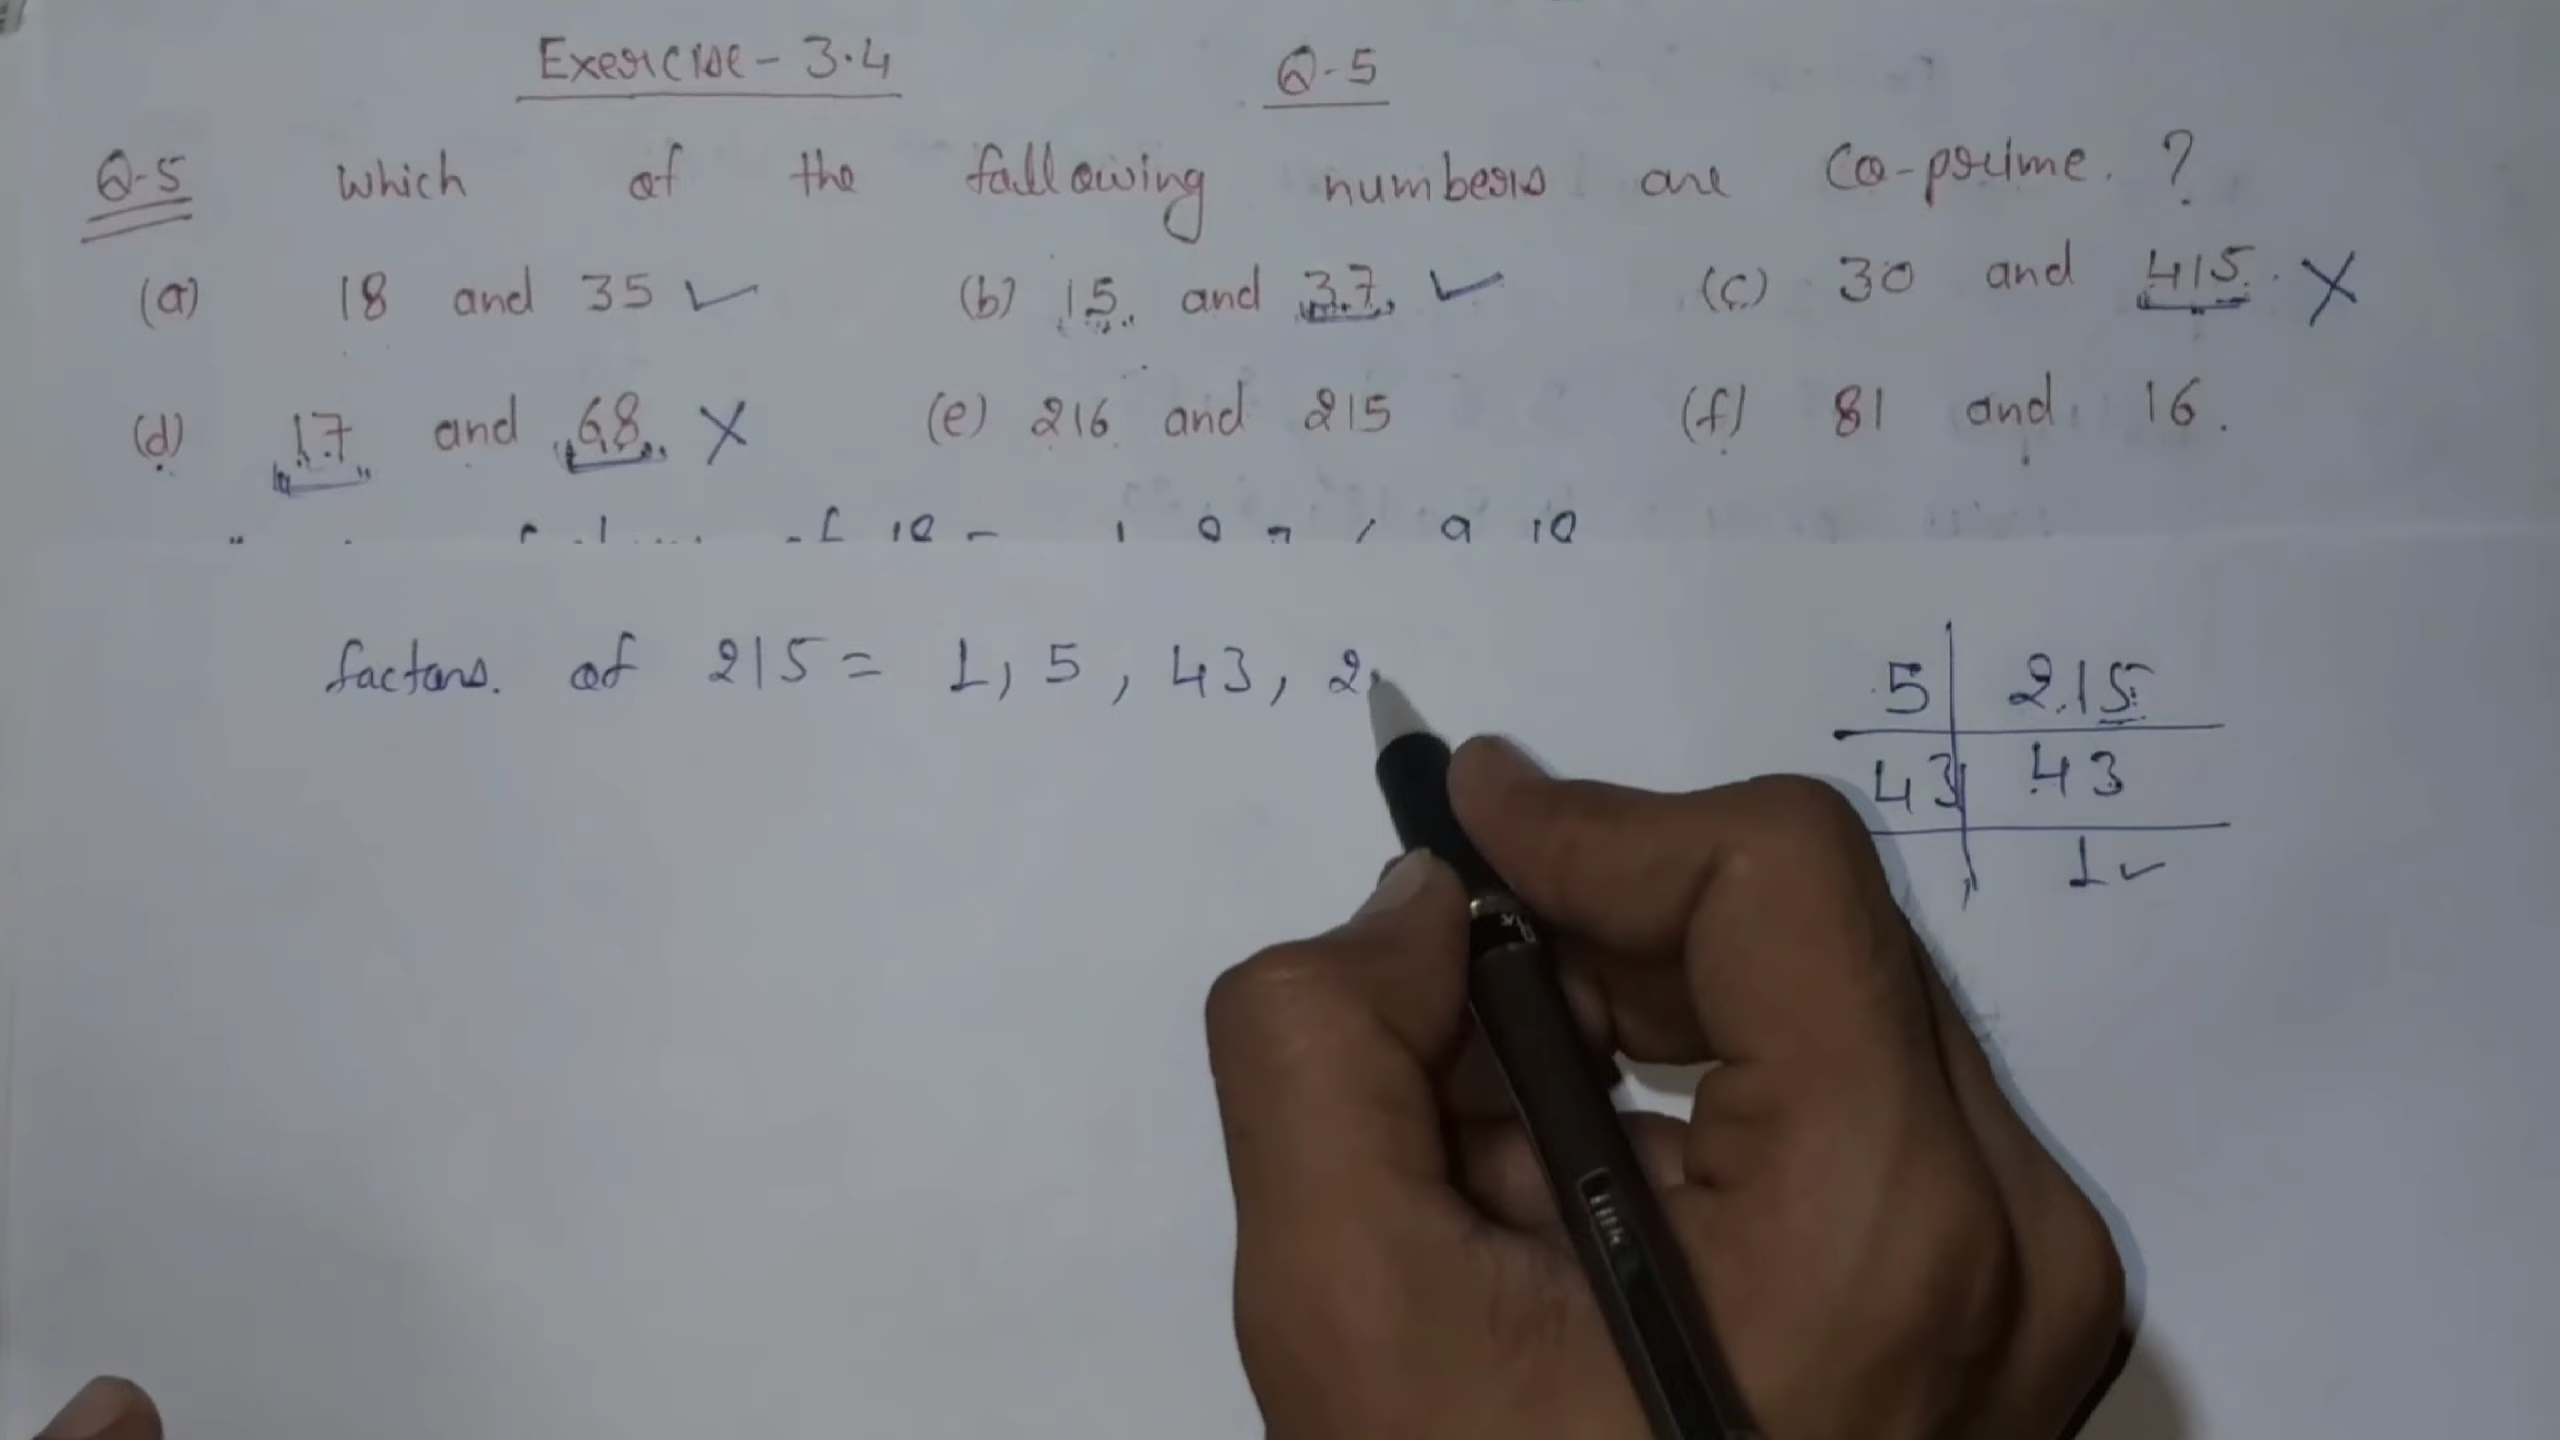 Exercise - 3.4 Q-5
Q-5 which of the fallowing numbers are co-prime. ?
(a) 18 and 35 ✓ (b) 15 and 37 ✓ (c) 30 and 415. X
(d) 17 and 68 X (e) 216 and 215 (f) 81 and 16.
factors. of 215 = 1, 5, 43, 2
5 | 215
43 | 43
1 ✓